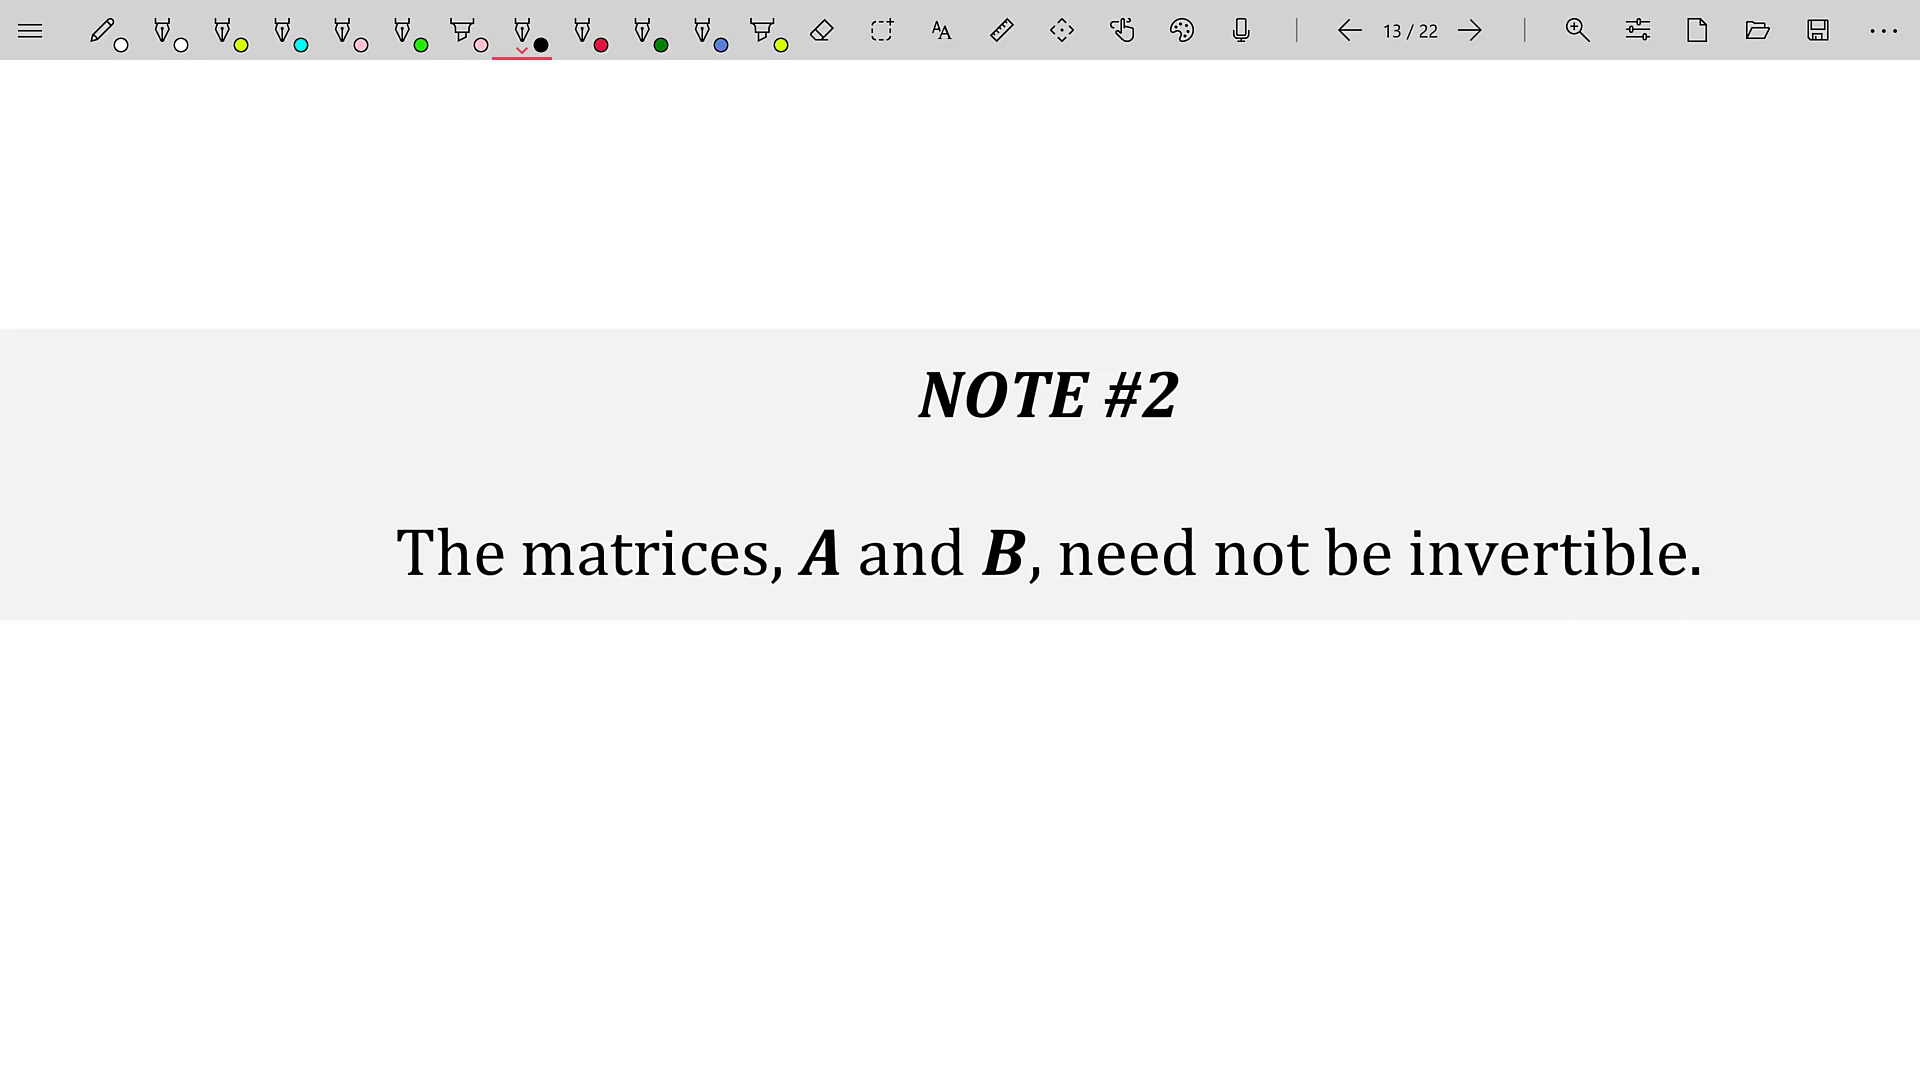 13 / 22
NOTE #2
The matrices, A and B, need not be invertible.